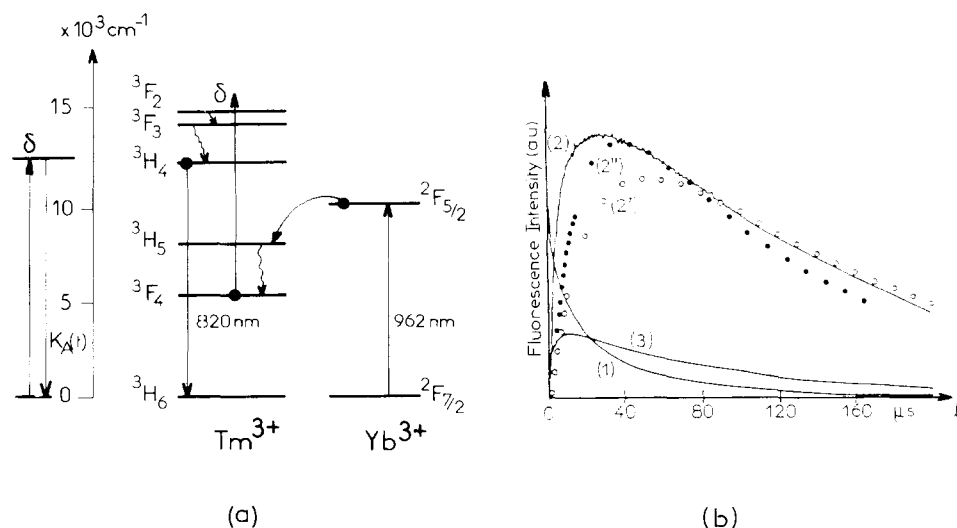 x 10³ cm⁻¹
15
10
5
0
δ
K_A(t)
³F₂
³F₃
³H₄
³H₅
³F₄
³H₆
δ
820 nm
Tm³⁺
²F₅/₂
962 nm
²F₇/₂
Yb³⁺
(a)
Fluorescence Intensity (au)
(2)
(2'')
(2')
(3)
(1)
0
40
80
120
160
μs
(b)